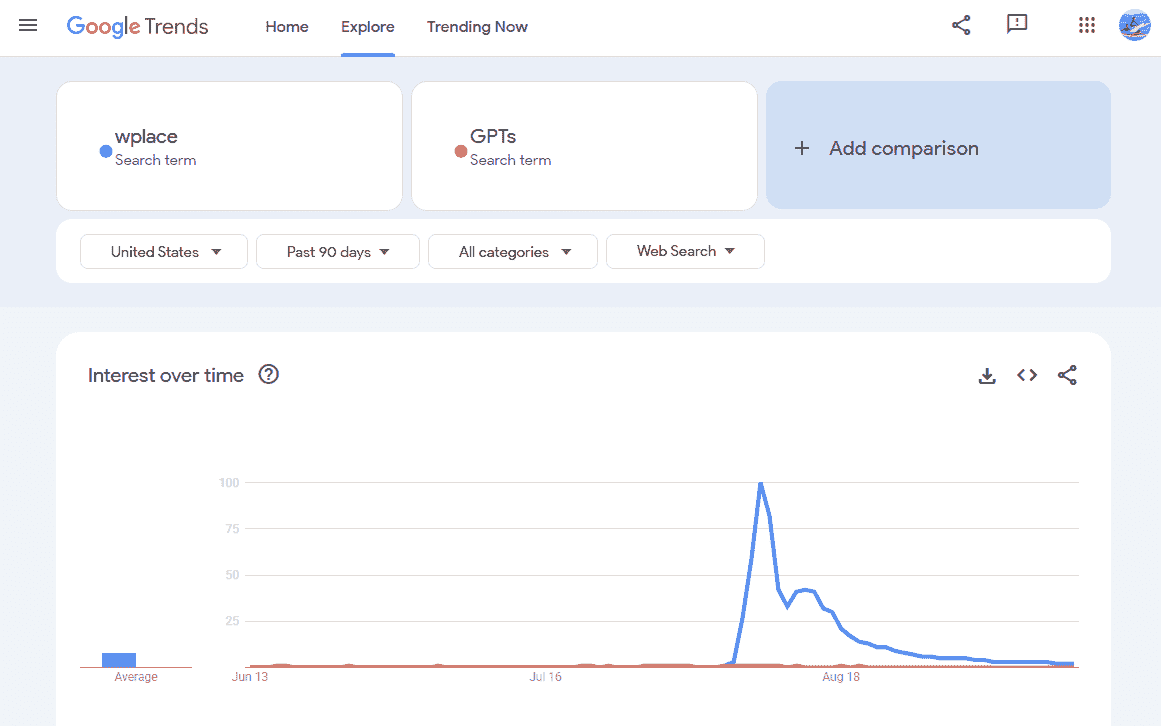 Google Trends
Home
Explore
Trending Now
wplace
Search term
GPTs
Search term
+ Add comparison
United States
Past 90 days
All categories
Web Search
Interest over time
100
75
50
25
Average
Jun 13
Jul 16
Aug 18